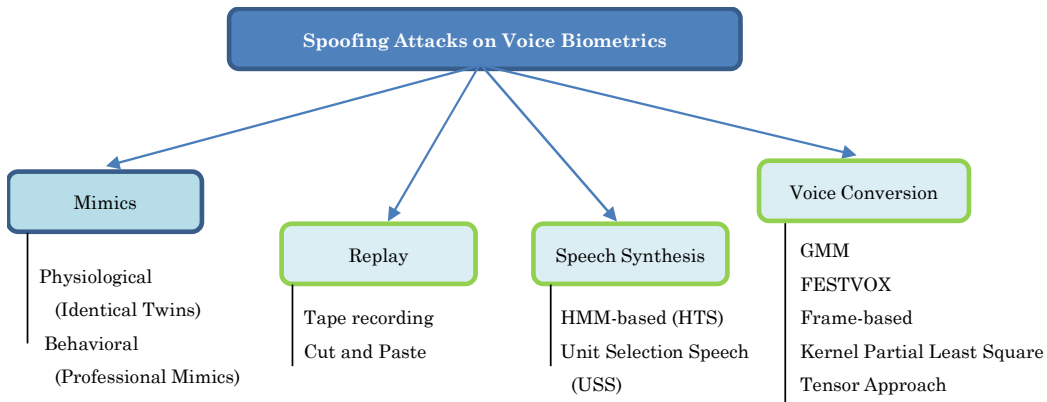 Spoofing Attacks on Voice Biometrics
Mimics
Physiological
(Identical Twins)
Behavioral
(Professional Mimics)
Replay
Tape recording
Cut and Paste
Speech Synthesis
HMM-based (HTS)
Unit Selection Speech
(USS)
Voice Conversion
GMM
FESTVOX
Frame-based
Kernel Partial Least Square
Tensor Approach